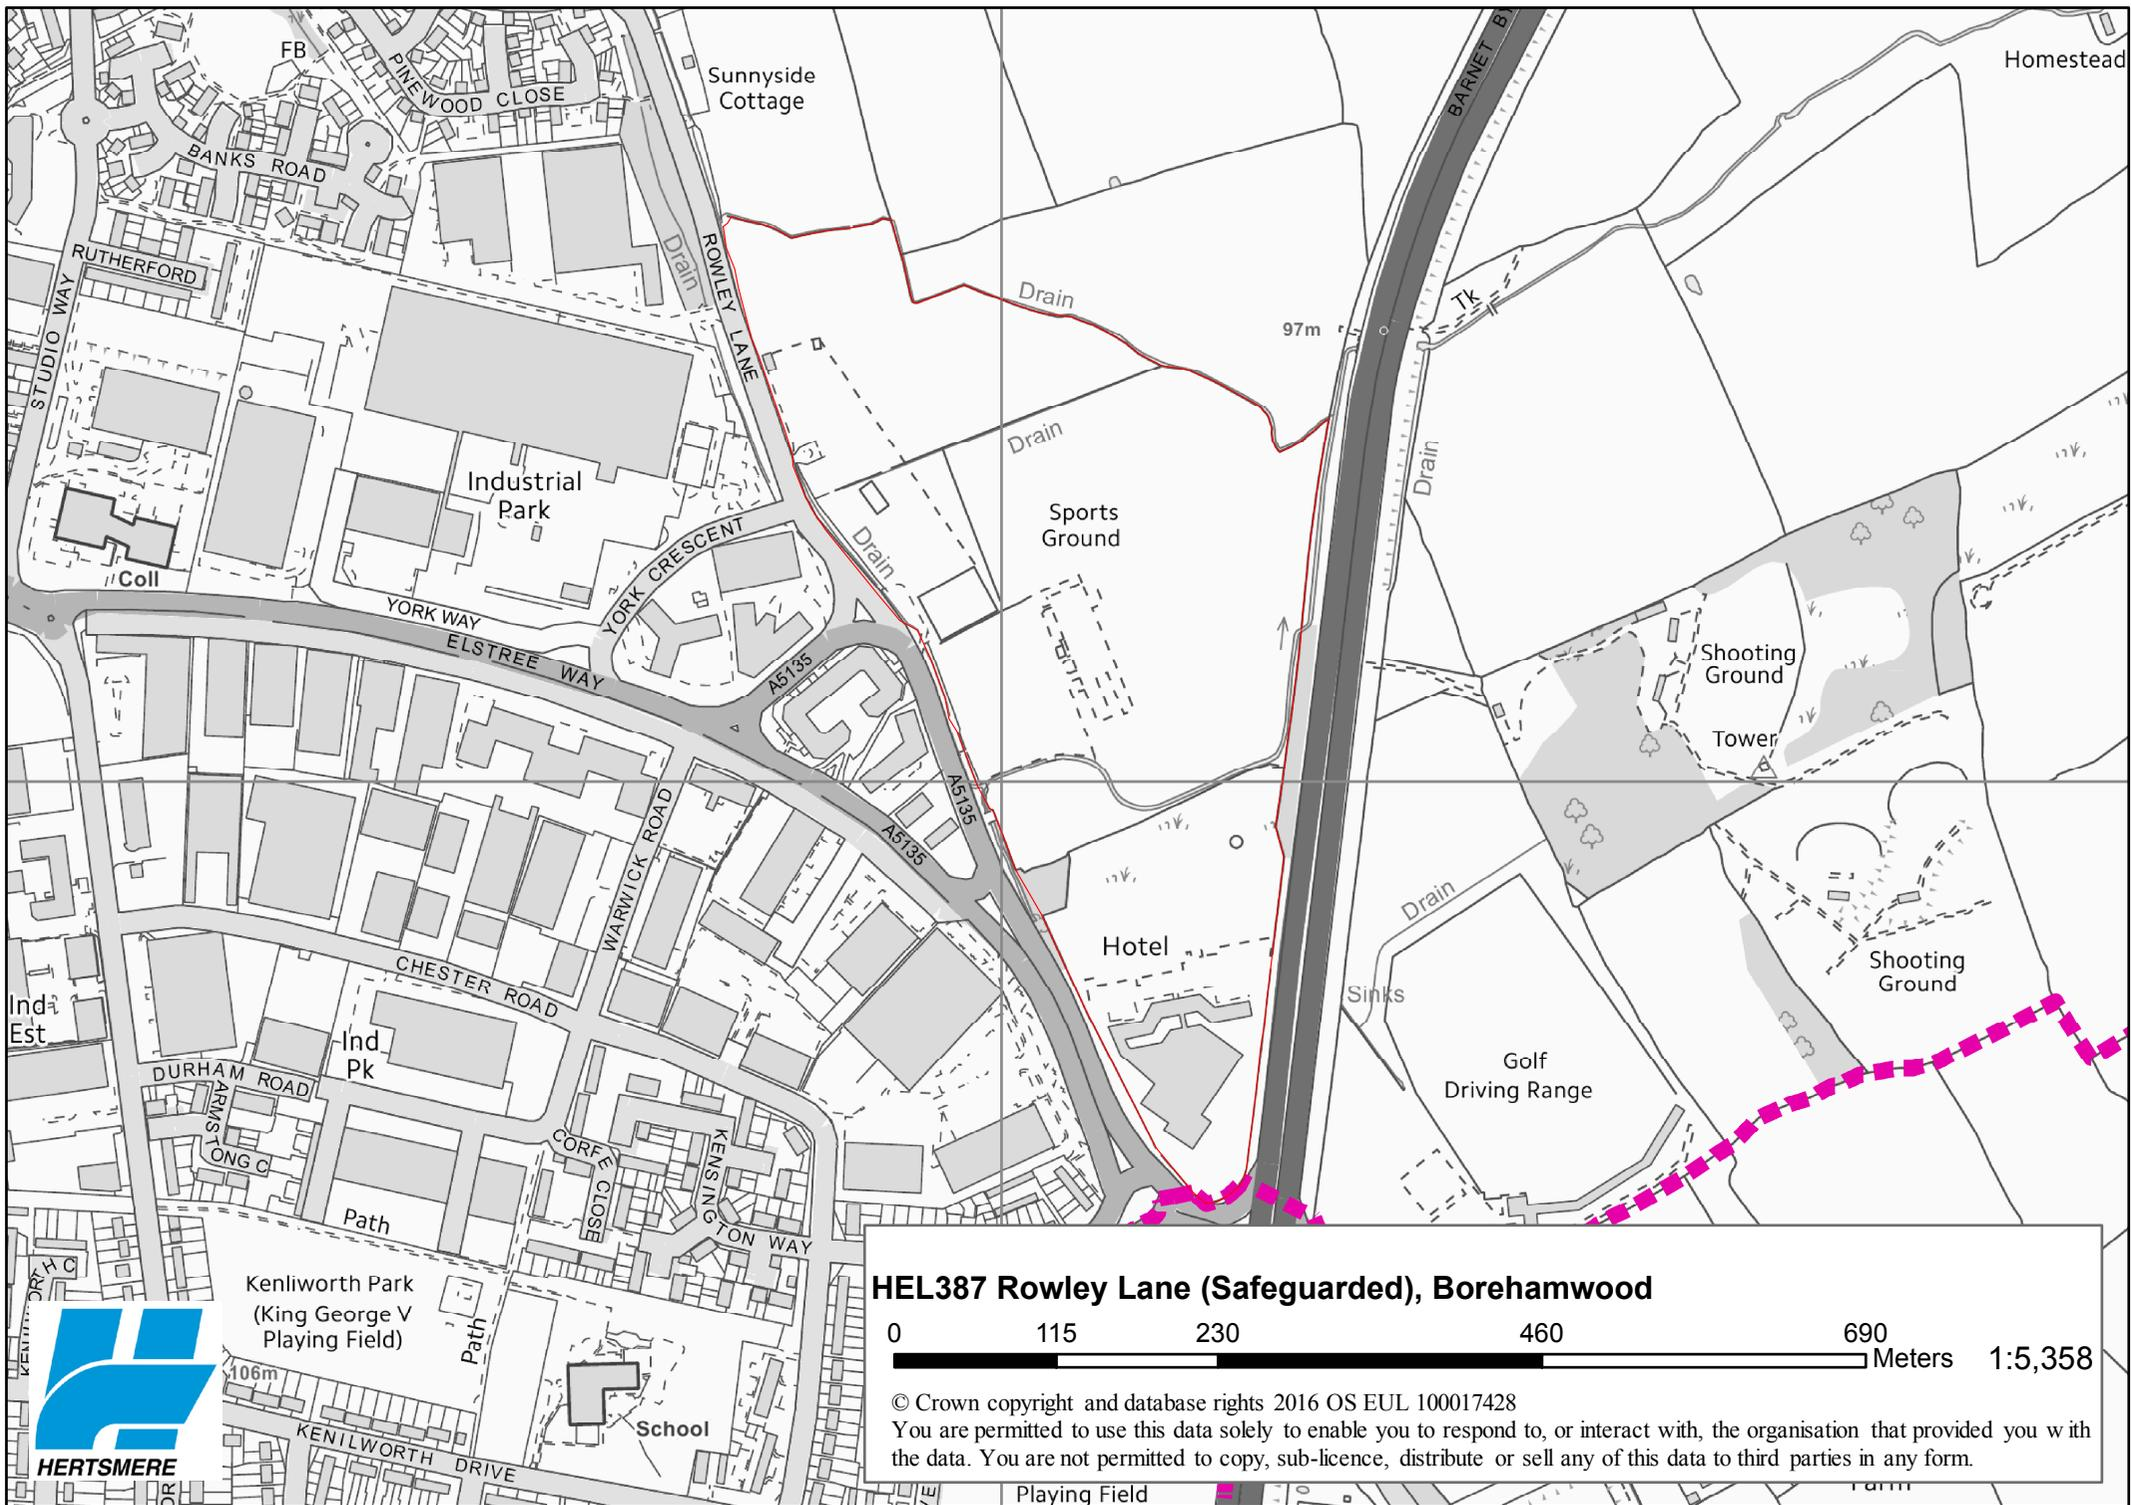 FB
PINEWOOD CLOSE
Sunnyside
Cottage
BARNET
Homestead
BANKS ROAD
RUTHERFORD
STUDIO WAY
Drain
ROWLEY LANE
Drain
97m
Tk
Drain
Drain
Industrial
Park
Sports
Ground
Drain
YORK CRESCENT
Coll
YORK WAY
ELSTREE WAY
A5135
Shooting
Ground
Tower
A5135
A5135
WARWICK ROAD
Drain
Hotel
Sinks
Shooting
Ground
CHESTER ROAD
Ind
Est
Ind
Pk
Golf
Driving Range
DURHAM ROAD
ARMSTONG C
CORFE CLOSE
KENSINGTON WAY
Path
Path
Kenliworth Park
(King George V
Playing Field)
106m
School
KENILWORTH DRIVE
HERTSMERE
HEL387 Rowley Lane (Safeguarded), Borehamwood
0 115 230 460 690
Meters 1:5,358
© Crown copyright and database rights 2016 OS EUL 100017428
You are permitted to use this data solely to enable you to respond to, or interact with, the organisation that provided you with
the data. You are not permitted to copy, sub-licence, distribute or sell any of this data to third parties in any form.
Playing Field